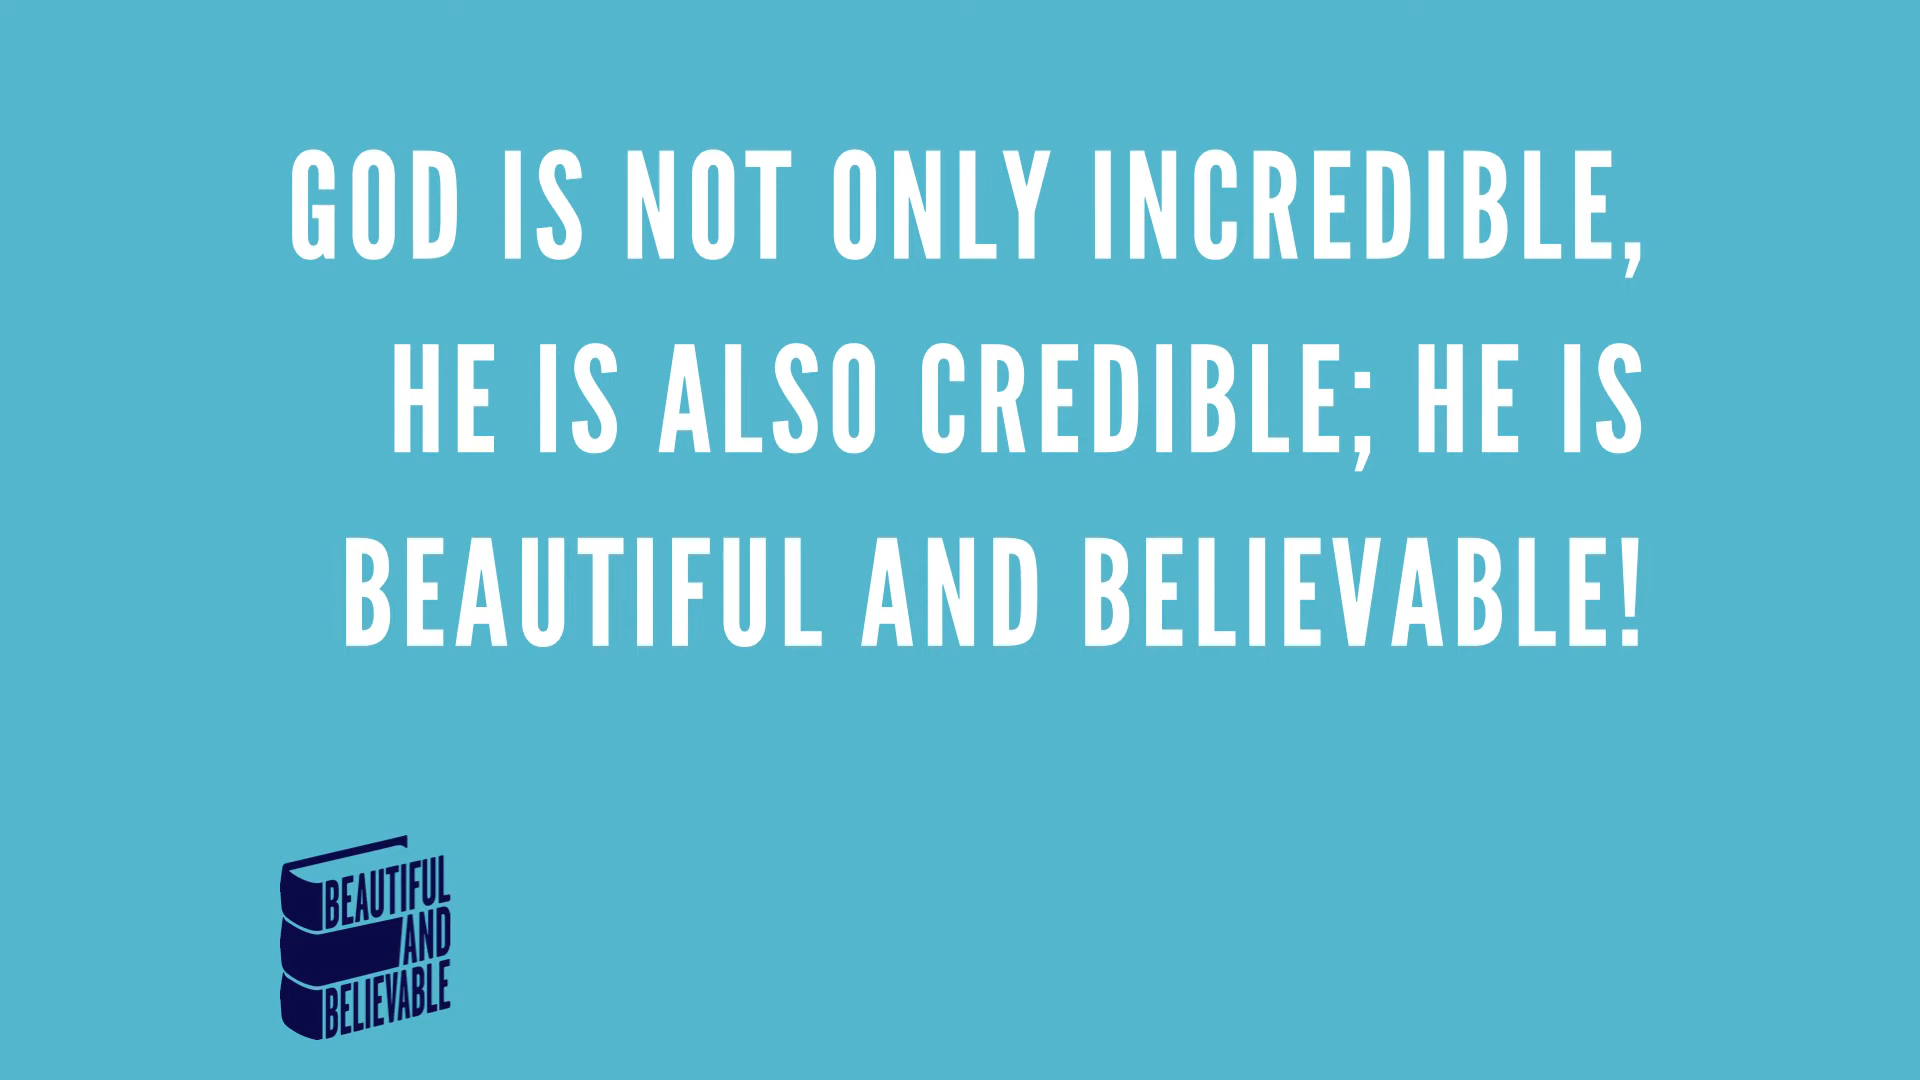 GOD IS NOT ONLY INCREDIBLE,
HE IS ALSO CREDIBLE; HE IS
BEAUTIFUL AND BELIEVABLE!
BEAUTIFUL
AND
BELIEVABLE